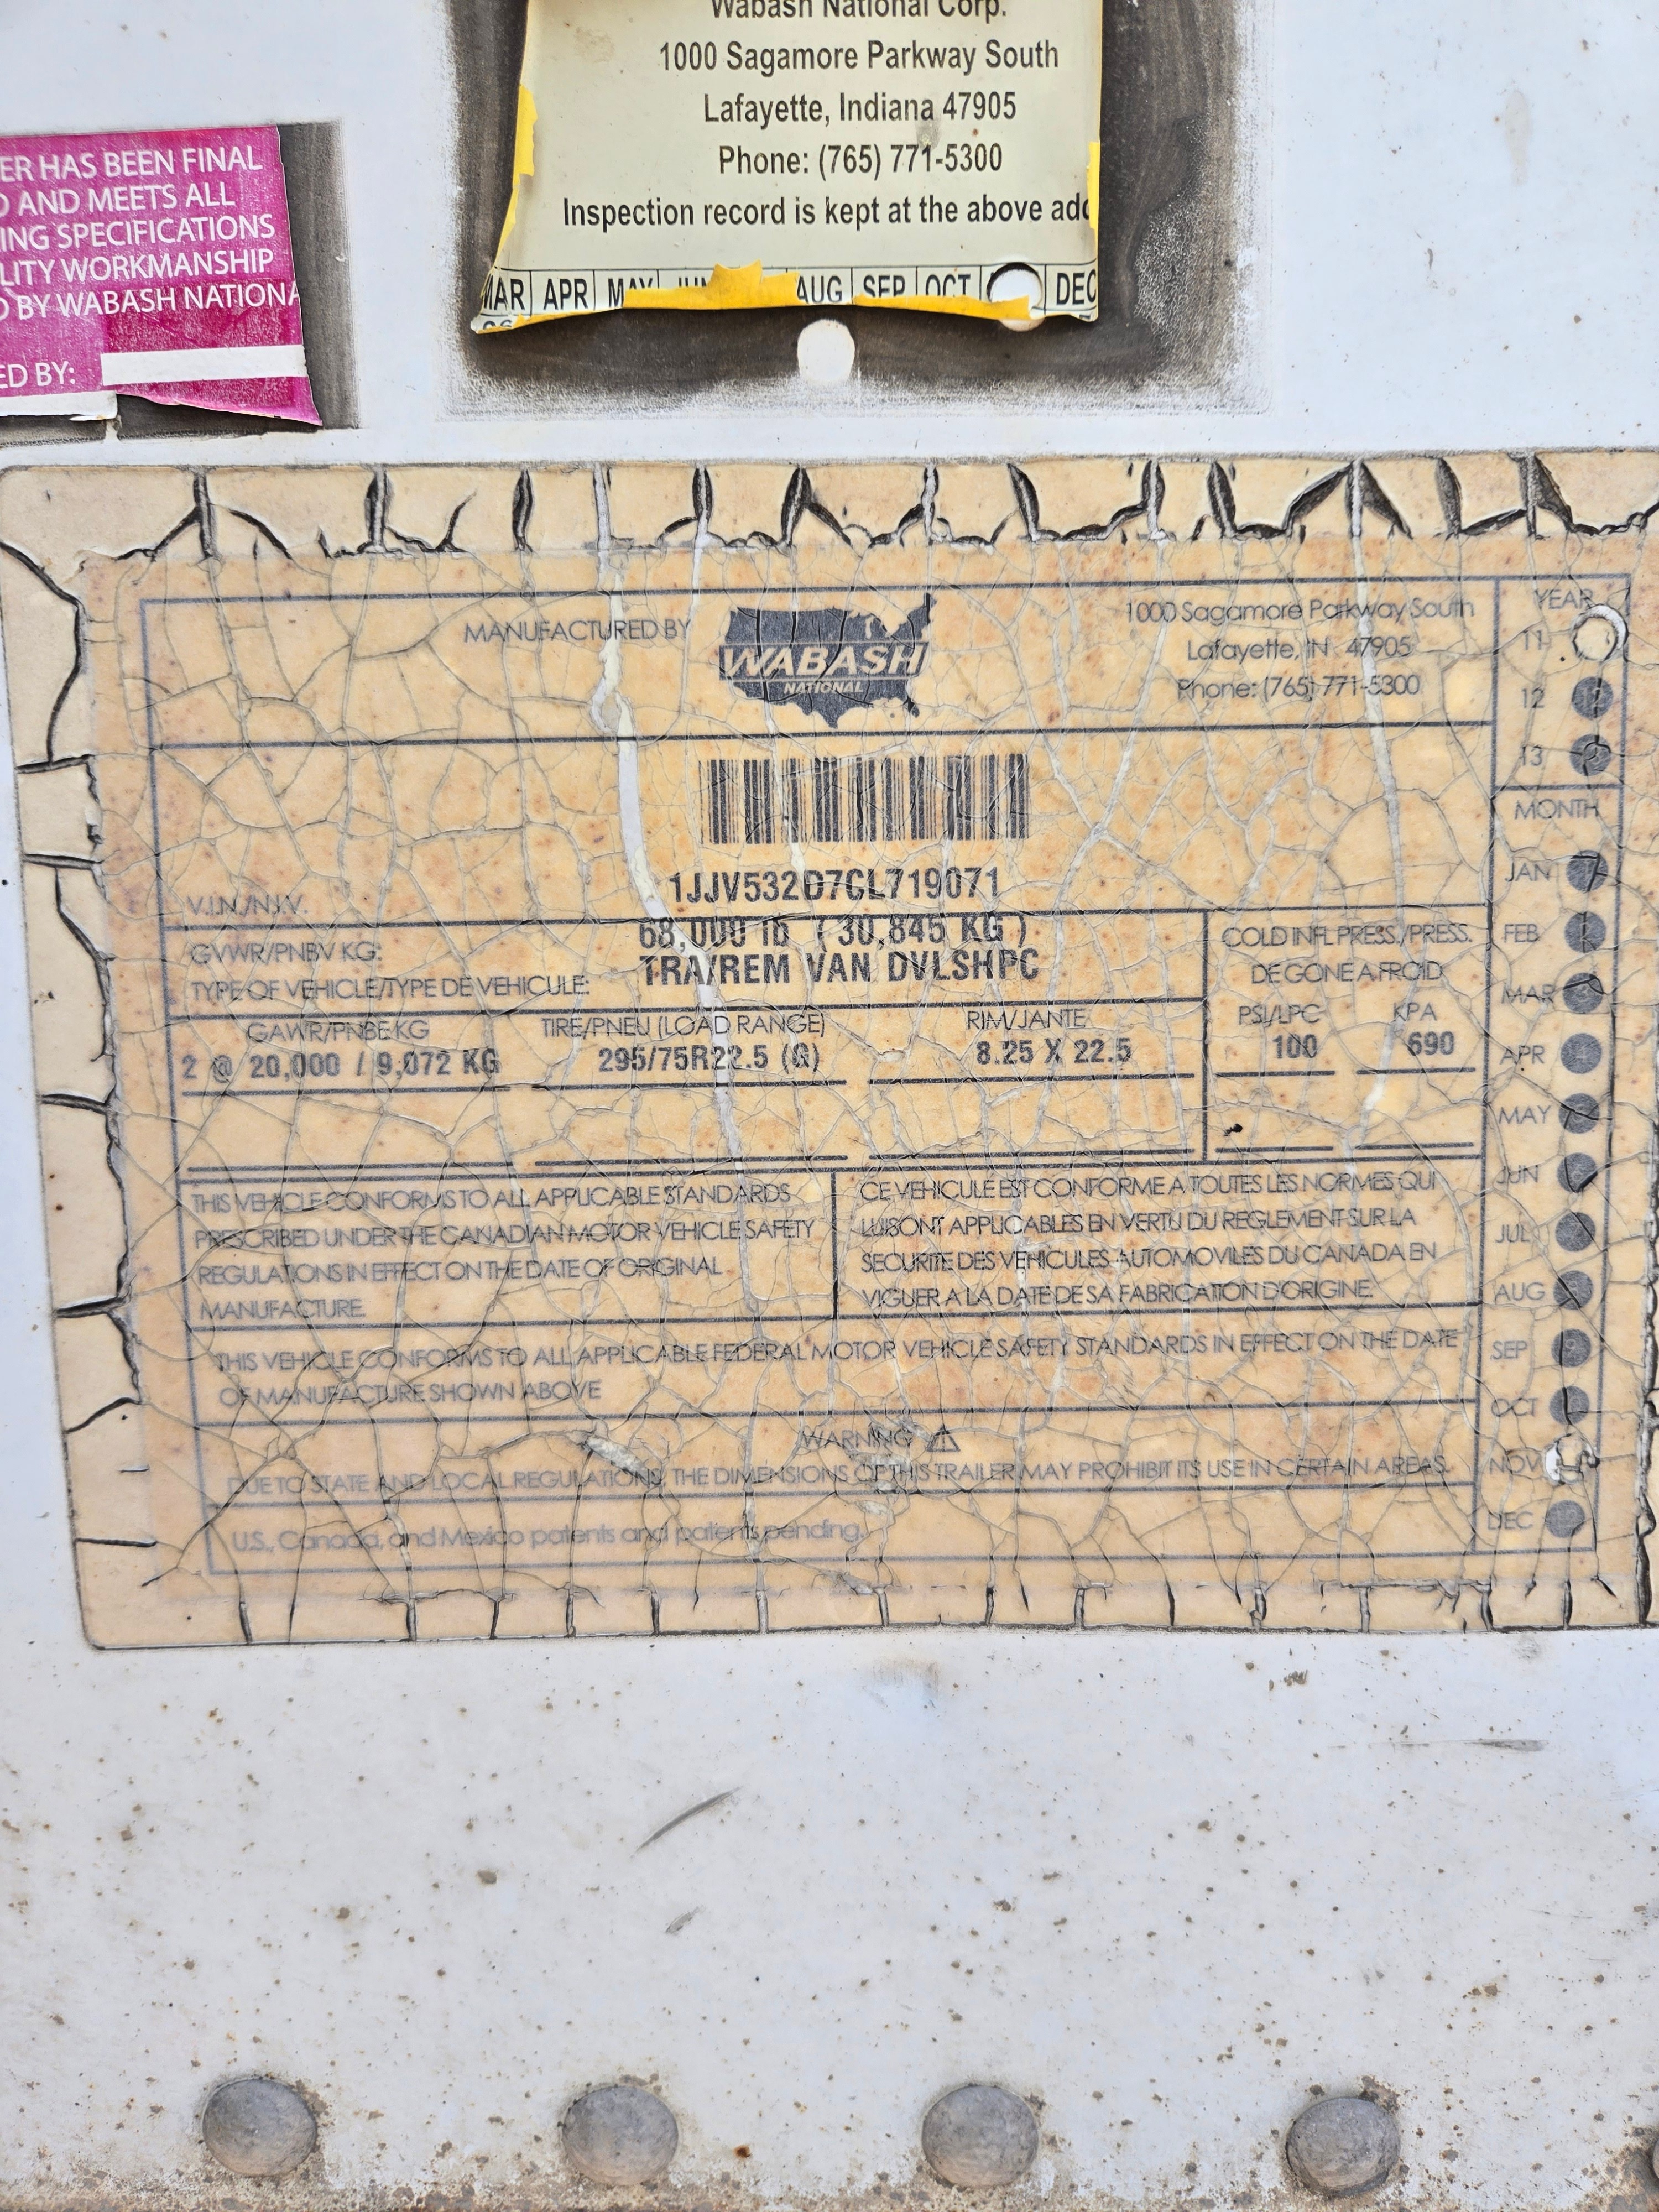 Wabash National Corp.
1000 Sagamore Parkway South
Lafayette, Indiana 47905
Phone: (765) 771-5300
Inspection record is kept at the above add
MAR APR MAY JUN AUG SEP OCT DEC
ER HAS BEEN FINAL
D AND MEETS ALL
ING SPECIFICATIONS
LITY WORKMANSHIP
D BY WABASH NATIONA
ED BY:
MANUFACTURED BY
WABASH
NATIONAL
1000 Sagamore Parkway South
Lafayette, IN 47905
Phone: (765) 771-5300
YEAR
11
12
13
MONTH
JAN
FEB
MAR
APR
MAY
JUN
JUL
AUG
SEP
OCT
NOV
DEC
V.I.N./N.I.V.
1JJV532D7CL719071
GVWR/PNBV KG:
68,000 lb ( 30,845 KG )
TYPE OF VEHICLE/TYPE DE VEHICULE:
TRA/REM VAN DVLSHPC
COLD INFL PRESS./PRESS.
DE GONE A FROID
PSI/LPC KPA
100 690
GAWR/PNBE KG TIRE/PNEU (LOAD RANGE) RIM/JANTE
2 @ 20,000 / 9,072 KG 295/75R22.5 (G) 8.25 X 22.5
THIS VEHICLE CONFORMS TO ALL APPLICABLE STANDARDS
PRESCRIBED UNDER THE CANADIAN MOTOR VEHICLE SAFETY
REGULATIONS IN EFFECT ON THE DATE OF ORIGINAL
MANUFACTURE.
CE VEHICULE EST CONFORME A TOUTES LES NORMES QUI
LUI SONT APPLICABLES EN VERTU DU REGLEMENT SUR LA
SECURITE DES VEHICULES AUTOMOVILES DU CANADA EN
VIGUER A LA DATE DE SA FABRICATION D'ORIGINE.
THIS VEHICLE CONFORMS TO ALL APPLICABLE FEDERAL MOTOR VEHICLE SAFETY STANDARDS IN EFFECT ON THE DATE
OF MANUFACTURE SHOWN ABOVE
WARNING
DUE TO STATE AND LOCAL REGULATIONS, THE DIMENSIONS OF THIS TRAILER MAY PROHIBIT ITS USE IN CERTAIN AREAS.
U.S., Canada, and Mexico patents and patents pending.